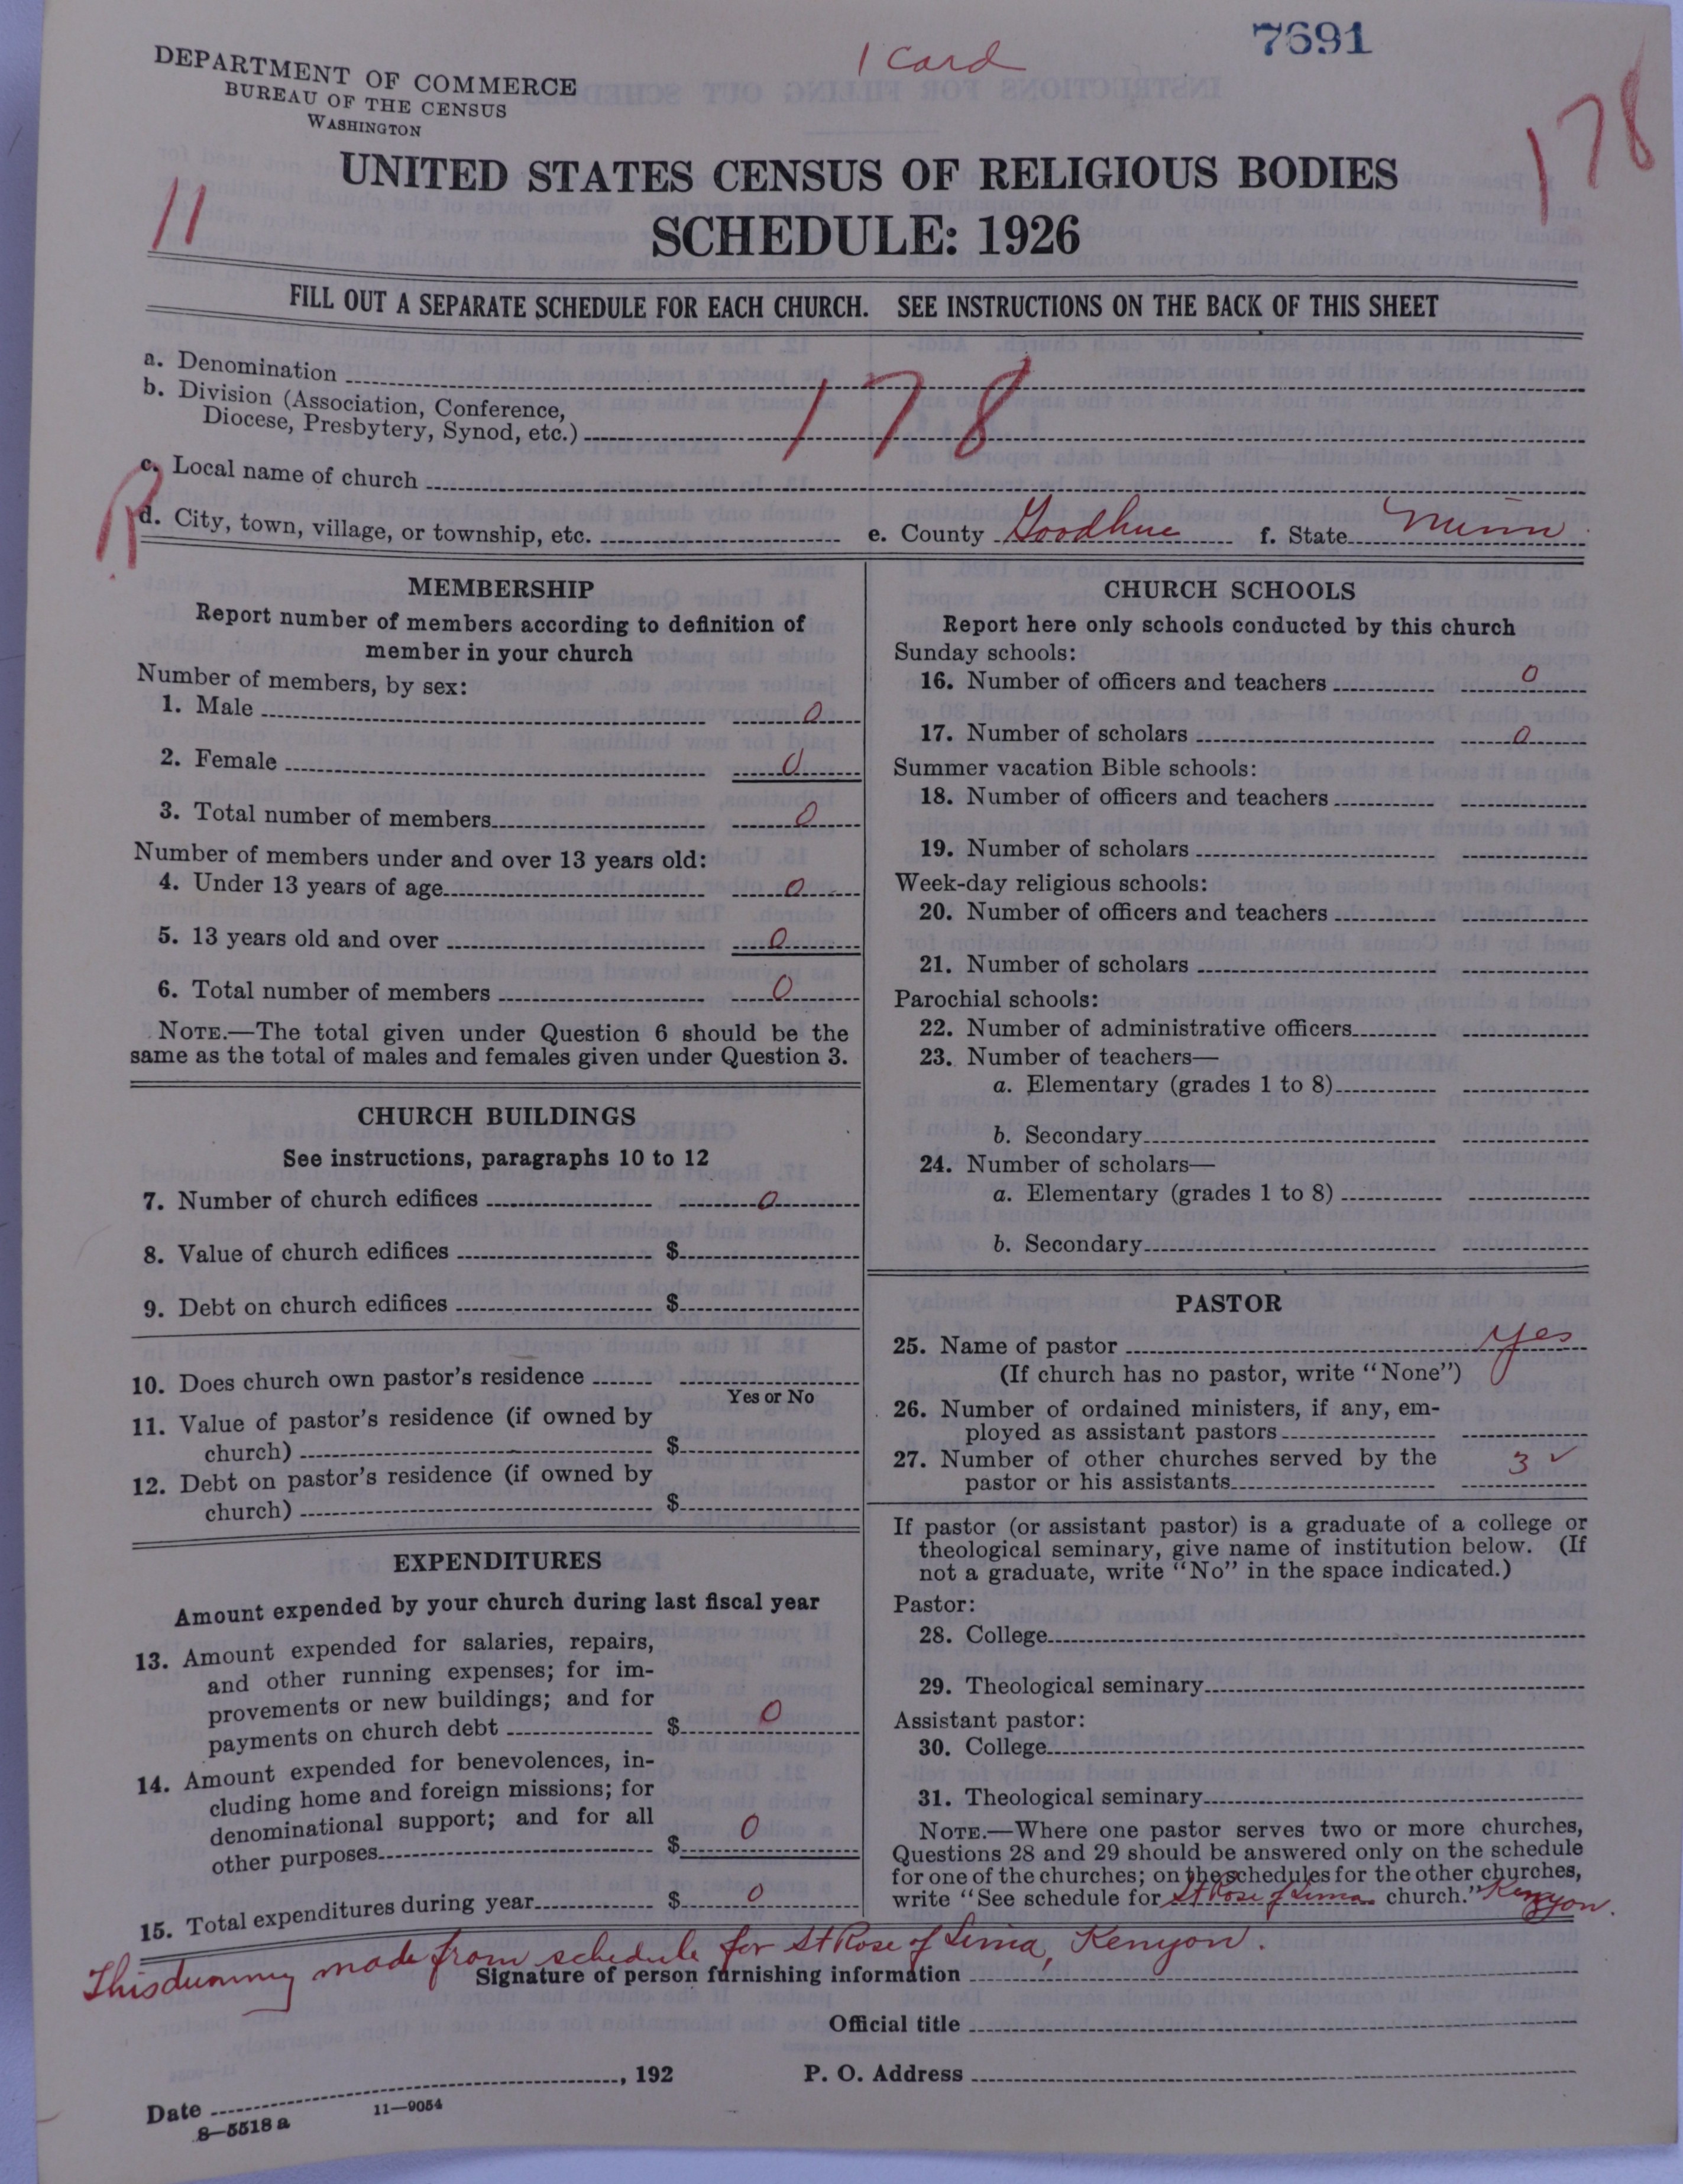 1 Card
7691
DEPARTMENT OF COMMERCE
BUREAU OF THE CENSUS
WASHINGTON
178
UNITED STATES CENSUS OF RELIGIOUS BODIES
11
SCHEDULE: 1926
FILL OUT A SEPARATE SCHEDULE FOR EACH CHURCH. SEE INSTRUCTIONS ON THE BACK OF THIS SHEET
a. Denomination
178
b. Division (Association, Conference,
Diocese, Presbytery, Synod, etc.)
c. Local name of church
R
d. City, town, village, or township, etc. e. County Goodhue f. State Minn
MEMBERSHIP
Report number of members according to definition of
member in your church
Number of members, by sex:
1. Male 0
2. Female 0
3. Total number of members 0
Number of members under and over 13 years old:
4. Under 13 years of age 0
5. 13 years old and over 0
6. Total number of members 0
NOTE.—The total given under Question 6 should be the
same as the total of males and females given under Question 3.
CHURCH BUILDINGS
See instructions, paragraphs 10 to 12
7. Number of church edifices 0
8. Value of church edifices $
9. Debt on church edifices $
10. Does church own pastor's residence
Yes or No
11. Value of pastor's residence (if owned by
church) $
12. Debt on pastor's residence (if owned by
church) $
EXPENDITURES
Amount expended by your church during last fiscal year
13. Amount expended for salaries, repairs,
and other running expenses; for im-
provements or new buildings; and for
payments on church debt $ 0
14. Amount expended for benevolences, in-
cluding home and foreign missions; for
denominational support; and for all
other purposes $ 0
15. Total expenditures during year $ 0
CHURCH SCHOOLS
Report here only schools conducted by this church
Sunday schools:
16. Number of officers and teachers 0
17. Number of scholars 0
Summer vacation Bible schools:
18. Number of officers and teachers
19. Number of scholars
Week-day religious schools:
20. Number of officers and teachers
21. Number of scholars
Parochial schools:
22. Number of administrative officers
23. Number of teachers—
a. Elementary (grades 1 to 8)
b. Secondary
24. Number of scholars—
a. Elementary (grades 1 to 8)
b. Secondary
PASTOR
25. Name of pastor yes
(If church has no pastor, write "None")
26. Number of ordained ministers, if any, em-
ployed as assistant pastors
27. Number of other churches served by the
pastor or his assistants 3 ✓
If pastor (or assistant pastor) is a graduate of a college or
theological seminary, give name of institution below. (If
not a graduate, write "No" in the space indicated.)
Pastor:
28. College
29. Theological seminary
Assistant pastor:
30. College
31. Theological seminary
NOTE.—Where one pastor serves two or more churches,
Questions 28 and 29 should be answered only on the schedule
for one of the churches; on the schedules for the other churches,
write "See schedule for St Rose of Lima church." Kenyon.
This dummy made from schedule for St Rose of Lima, Kenyon.
Signature of person furnishing information
Official title
Date , 192 P. O. Address
8—5518 a 11—9054